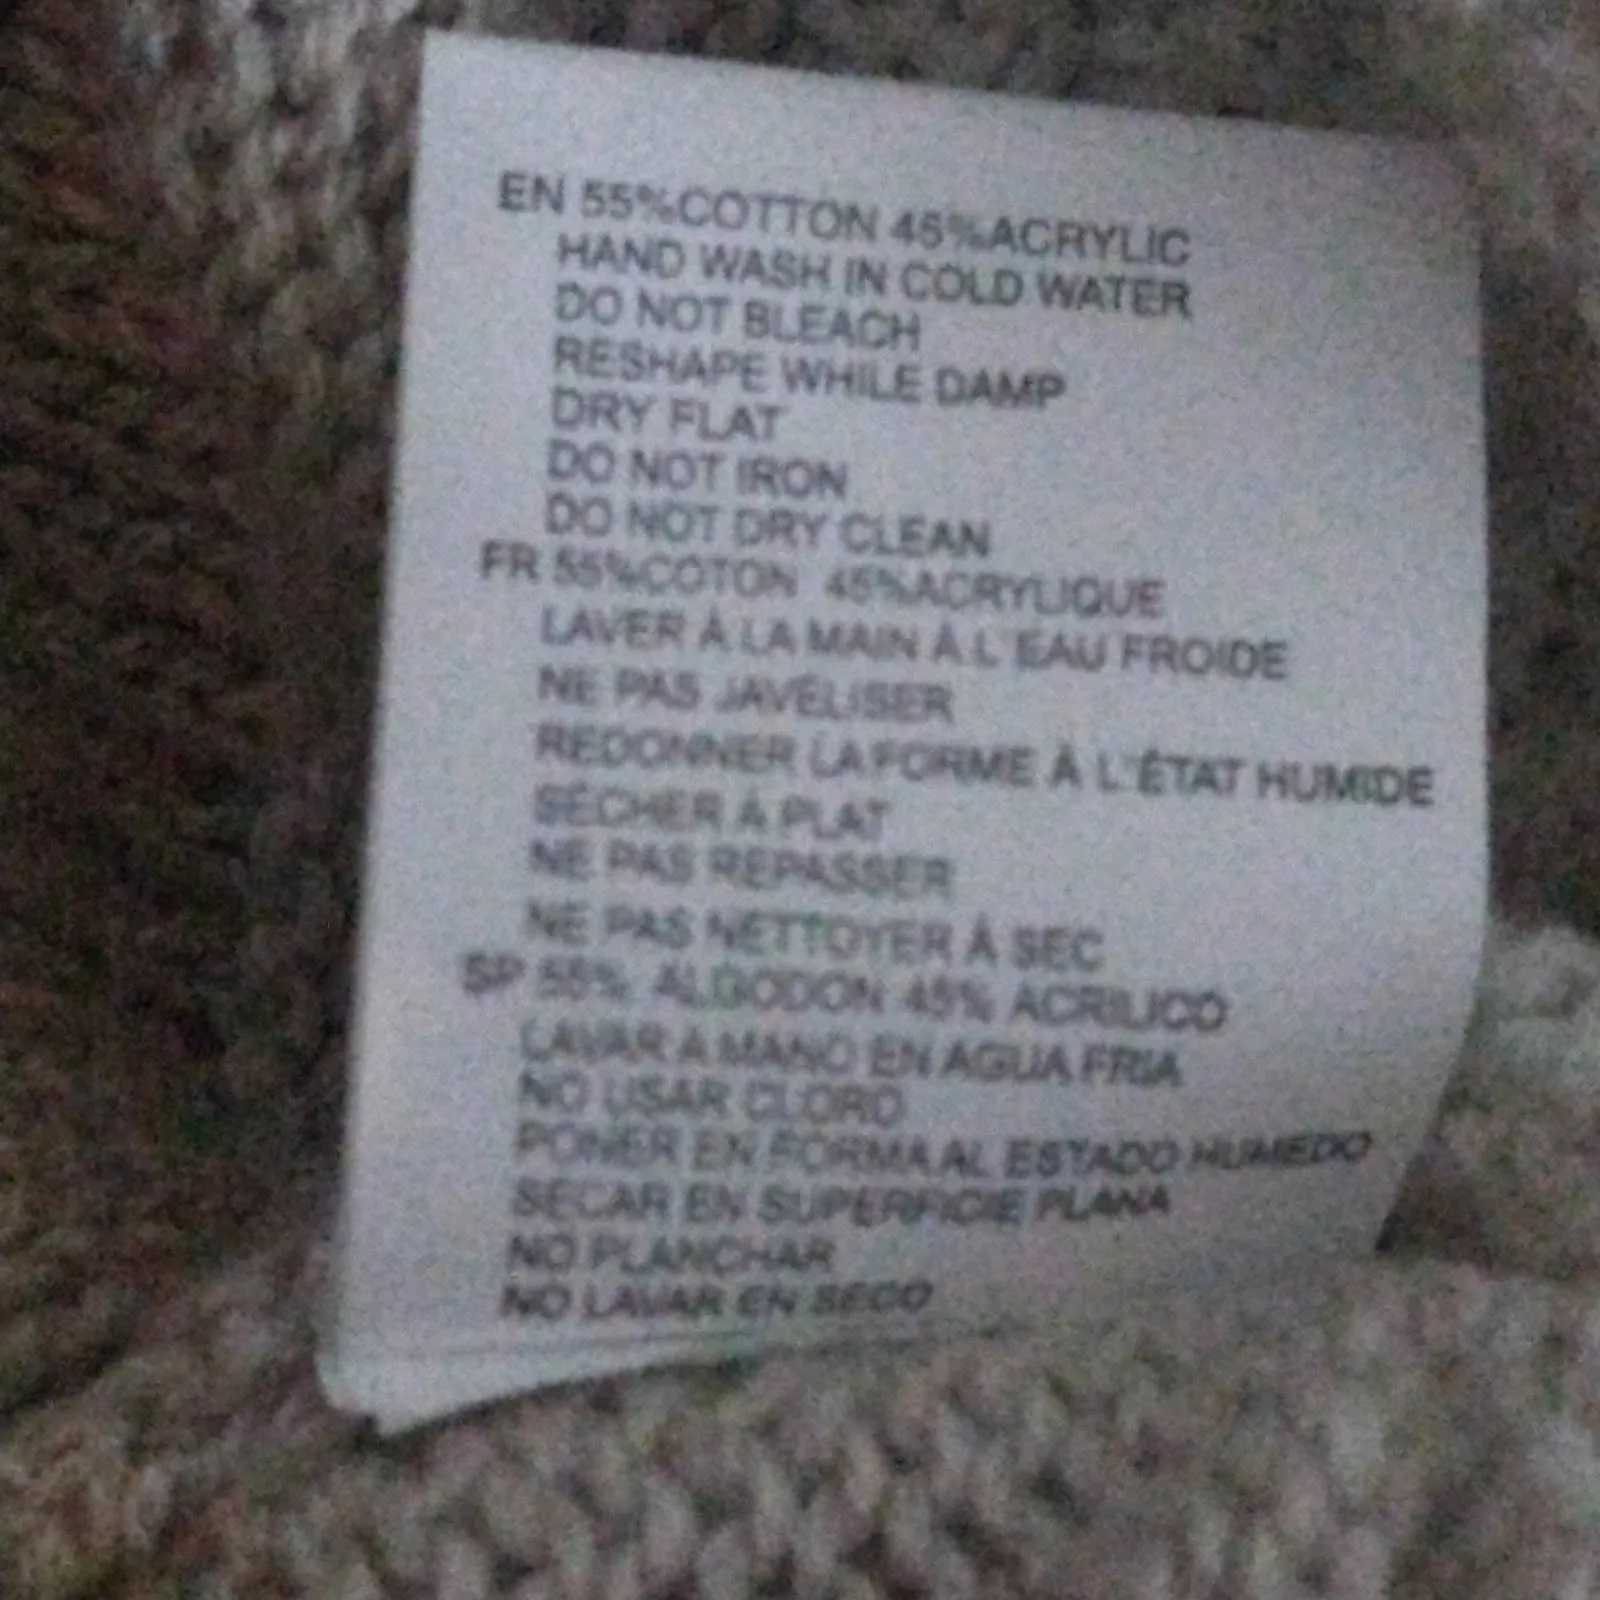 EN 55%COTTON 45%ACRYLIC
HAND WASH IN COLD WATER
DO NOT BLEACH
RESHAPE WHILE DAMP
DRY FLAT
DO NOT IRON
DO NOT DRY CLEAN
FR 55%COTON 45%ACRYLIQUE
LAVER À LA MAIN À L'EAU FROIDE
NE PAS JAVÉLISER
REDONNER LA FORME À L'ÉTAT HUMIDE
SÉCHER À PLAT
NE PAS REPASSER
NE PAS NETTOYER À SEC
SP 55% ALGODON 45% ACRILICO
LAVAR A MANO EN AGUA FRIA
NO USAR CLORO
PONER EN FORMA AL ESTADO HUMEDO
SECAR EN SUPERFICIE PLANA
NO PLANCHAR
NO LAVAR EN SECO